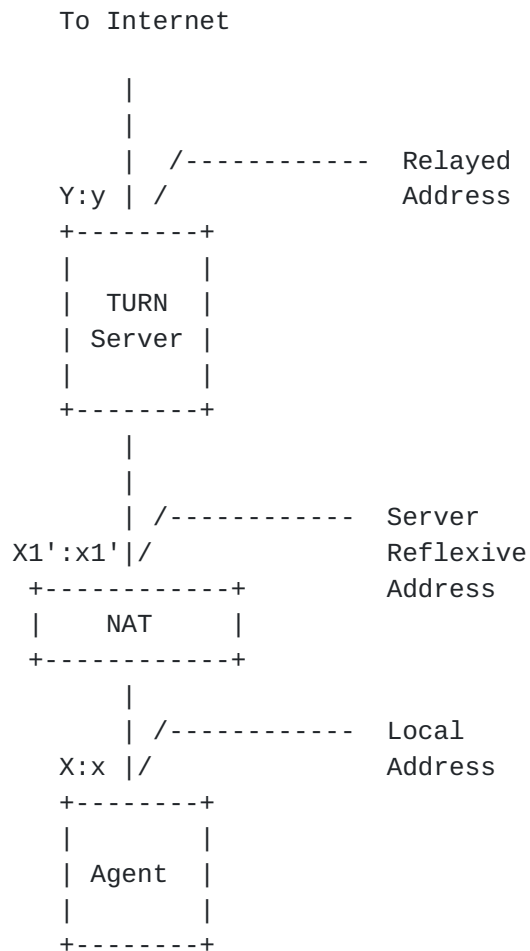 To Internet
/------------ Relayed
Y:y | / Address
TURN
Server
/------------ Server
X1':x1'|/ Reflexive
Address
NAT
/------------ Local
X:x |/ Address
Agent